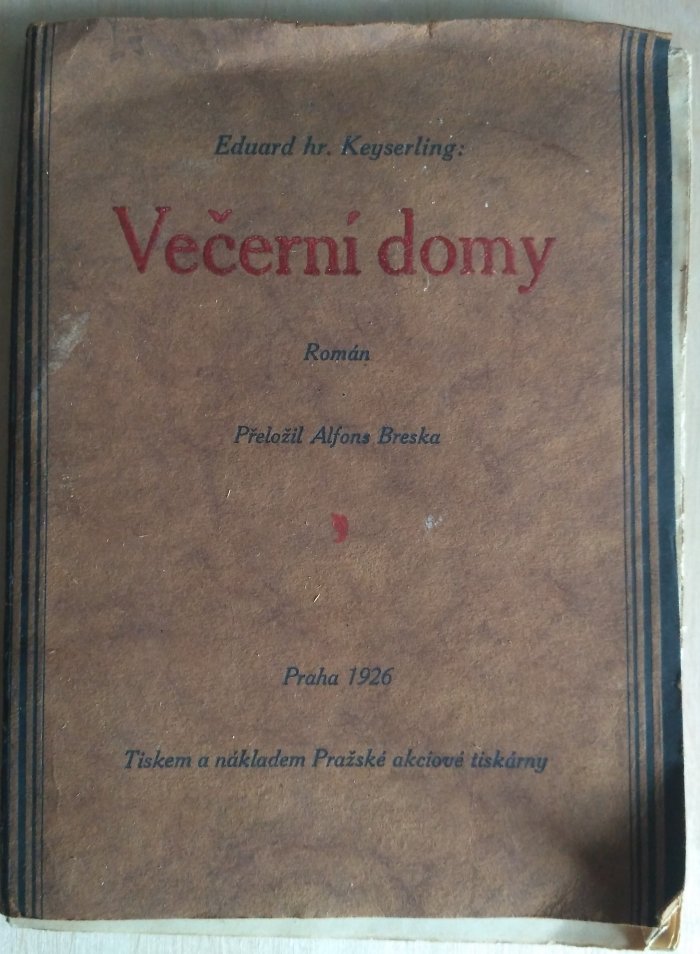 Eduard hr. Keyserling:
Večerní domy
Román
Přeložil Alfons Breska
,
Praha 1926
Tiskem a nákladem Pražské akciové tiskárny